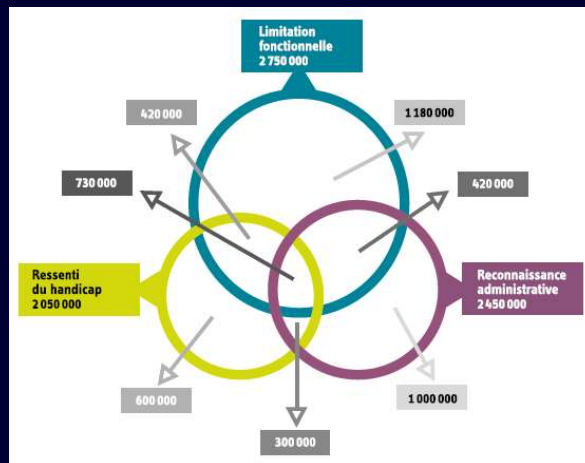 Limitation
fonctionnelle
2 750 000
420 000
1 180 000
730 000
420 000
Ressenti
du handicap
2 050 000
Reconnaissance
administrative
2 450 000
600 000
1 000 000
300 000